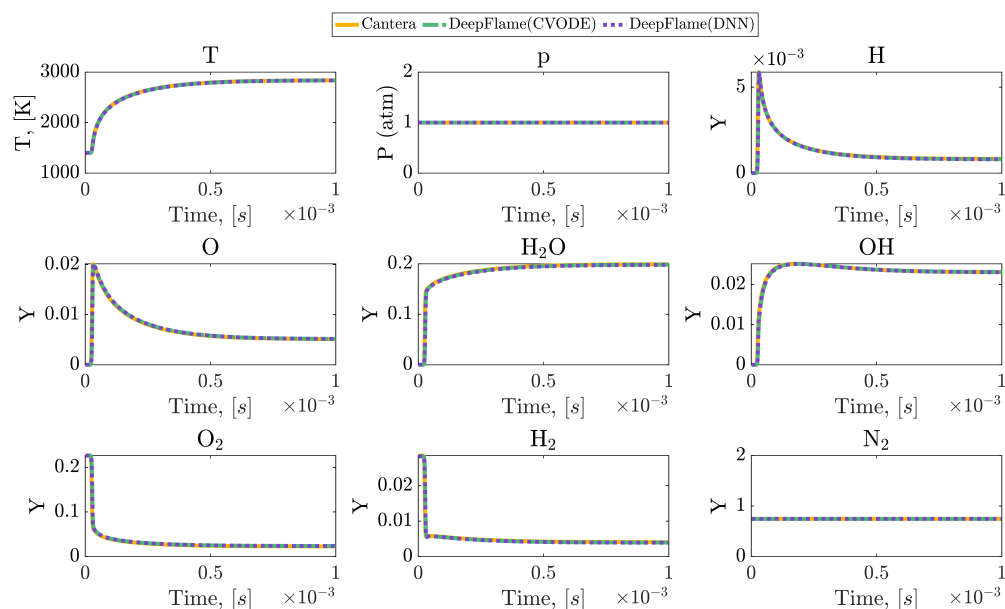 Cantera DeepFlame(CVODE) DeepFlame(DNN)
T p H
3000
2000
1000
T, [K]
0 0.5 1
Time, [s] ×10⁻³
2
1
0
P (atm)
0 0.5 1
Time, [s] ×10⁻³
×10⁻³
5
0
Y
0 0.5 1
Time, [s] ×10⁻³
O H₂O OH
0.02
0.01
0
Y
0 0.5 1
Time, [s] ×10⁻³
0.2
0.1
0
Y
0 0.5 1
Time, [s] ×10⁻³
0.02
0.01
0
Y
0 0.5 1
Time, [s] ×10⁻³
O₂ H₂ N₂
0.2
0.1
0
Y
0 0.5 1
Time, [s] ×10⁻³
0.02
0.01
0
Y
0 0.5 1
Time, [s] ×10⁻³
2
1
0
Y
0 0.5 1
Time, [s] ×10⁻³